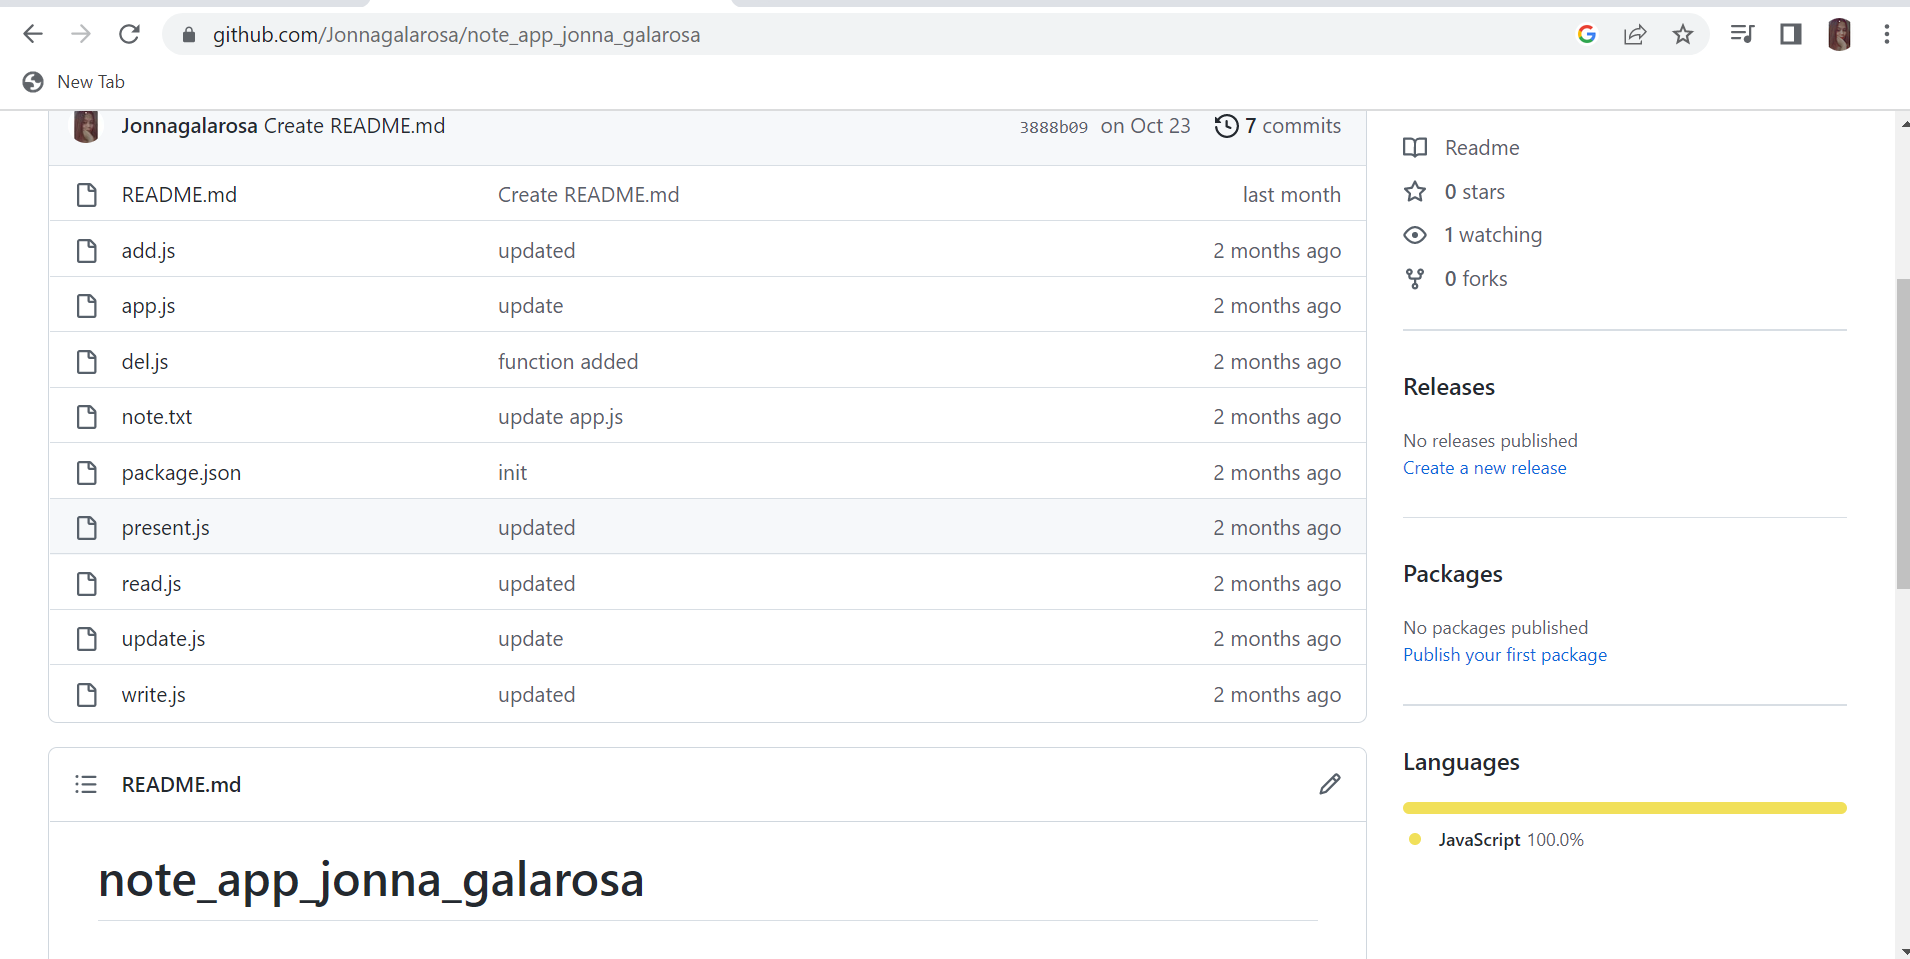 github.com/Jonnagalarosa/note_app_jonna_galarosa
New Tab
Jonnagalarosa Create README.md 3888b09 on Oct 23 7 commits
README.md Create README.md last month
add.js updated 2 months ago
app.js update 2 months ago
del.js function added 2 months ago
note.txt update app.js 2 months ago
package.json init 2 months ago
present.js updated 2 months ago
read.js updated 2 months ago
update.js update 2 months ago
write.js updated 2 months ago
README.md
note_app_jonna_galarosa
Readme
0 stars
1 watching
0 forks
Releases
No releases published
Create a new release
Packages
No packages published
Publish your first package
Languages
JavaScript 100.0%